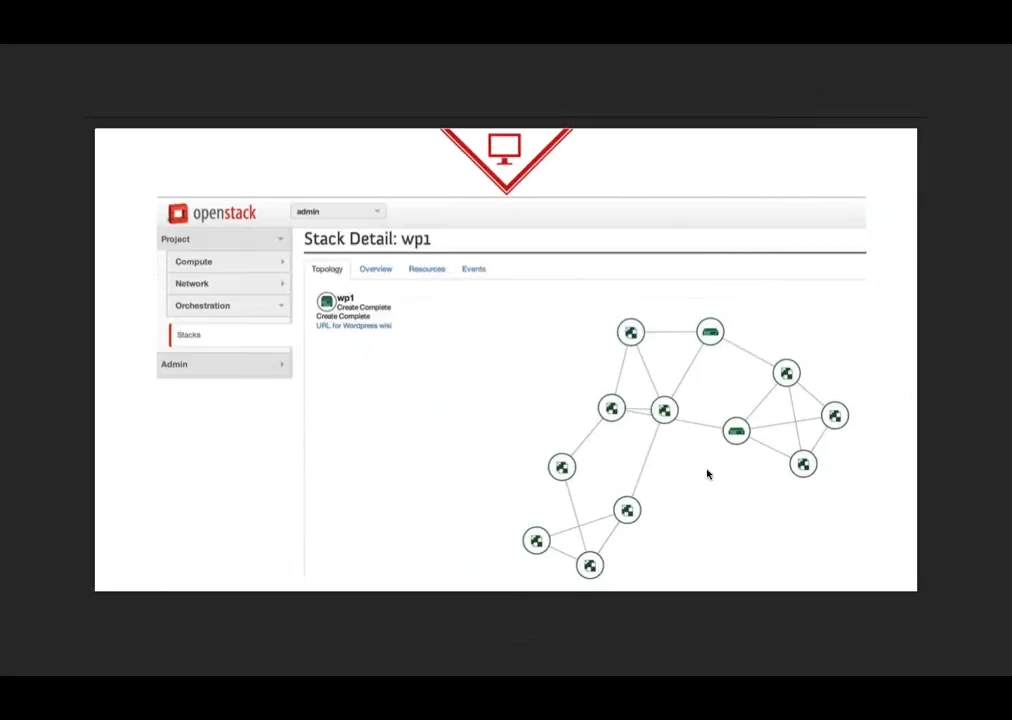 openstack
admin
Project
Compute
Network
Orchestration
Stacks
Admin
Stack Detail: wp1
Topology Overview Resources Events
wp1
Create Complete
Create Complete
URL for Wordpress wiki